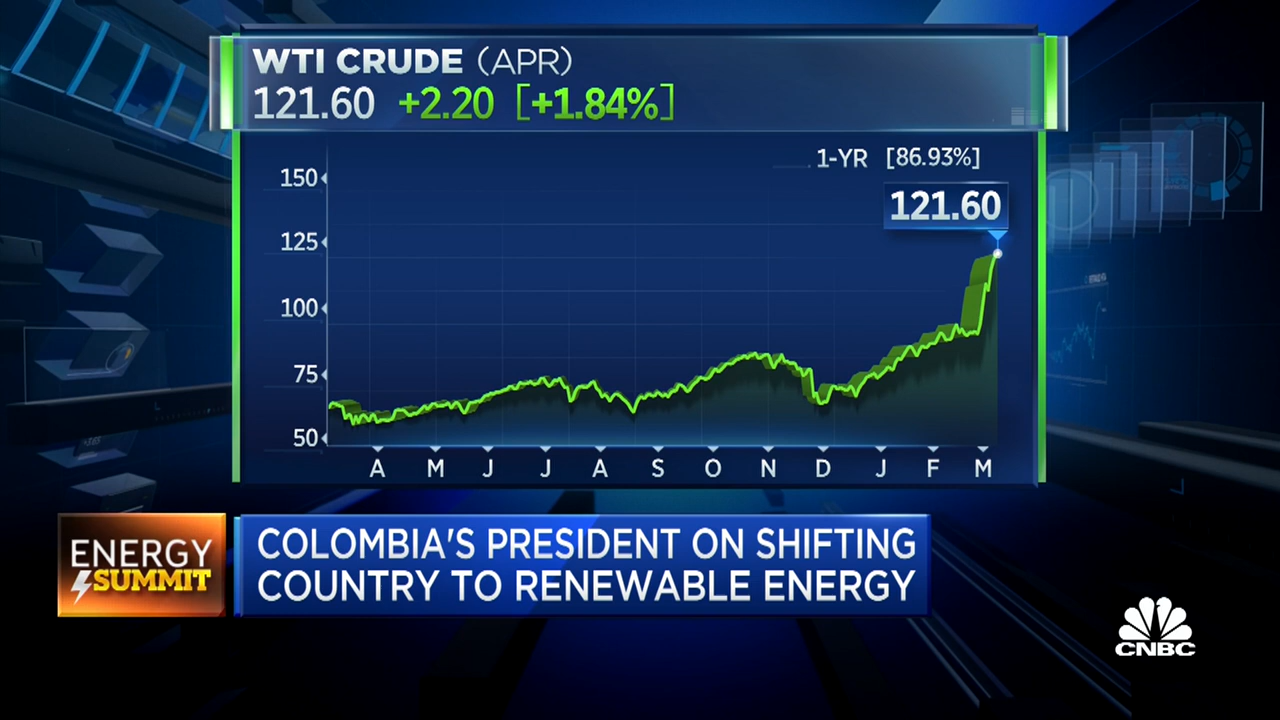 WTI CRUDE (APR)
121.60 +2.20 [+1.84%]
1-YR [86.93%]
121.60
150
125
100
75
50
A M J J A S O N D J F M
ENERGY
SUMMIT
COLOMBIA'S PRESIDENT ON SHIFTING
COUNTRY TO RENEWABLE ENERGY
CNBC